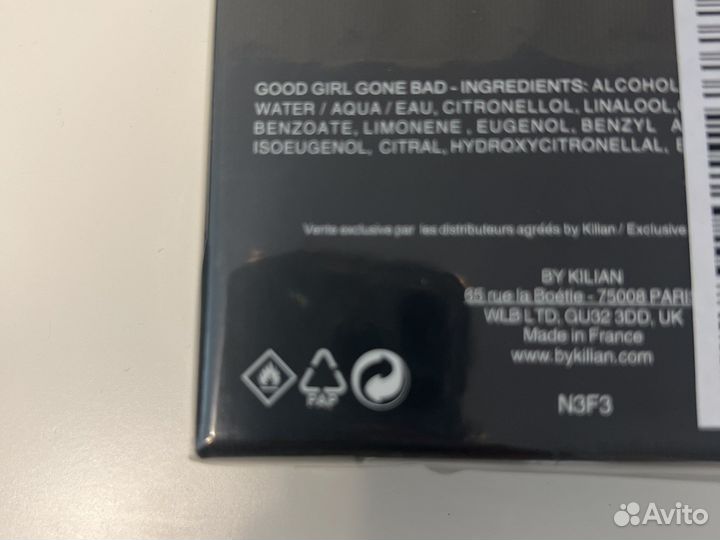 GOOD GIRL GONE BAD - INGREDIENTS: ALCOHOL,
WATER / AQUA / EAU, CITRONELLOL, LINALOOL,
BENZOATE, LIMONENE, EUGENOL, BENZYL A
ISOEUGENOL, CITRAL, HYDROXYCITRONELLAL,
Vente exclusive par les distributeurs agréés by Kilian / Exclusive
BY KILIAN
65 rue la Boétie - 75008 PARIS
WLB LTD, GU32 3DD, UK
Made in France
www.bykilian.com
PAP
N3F3
Avito